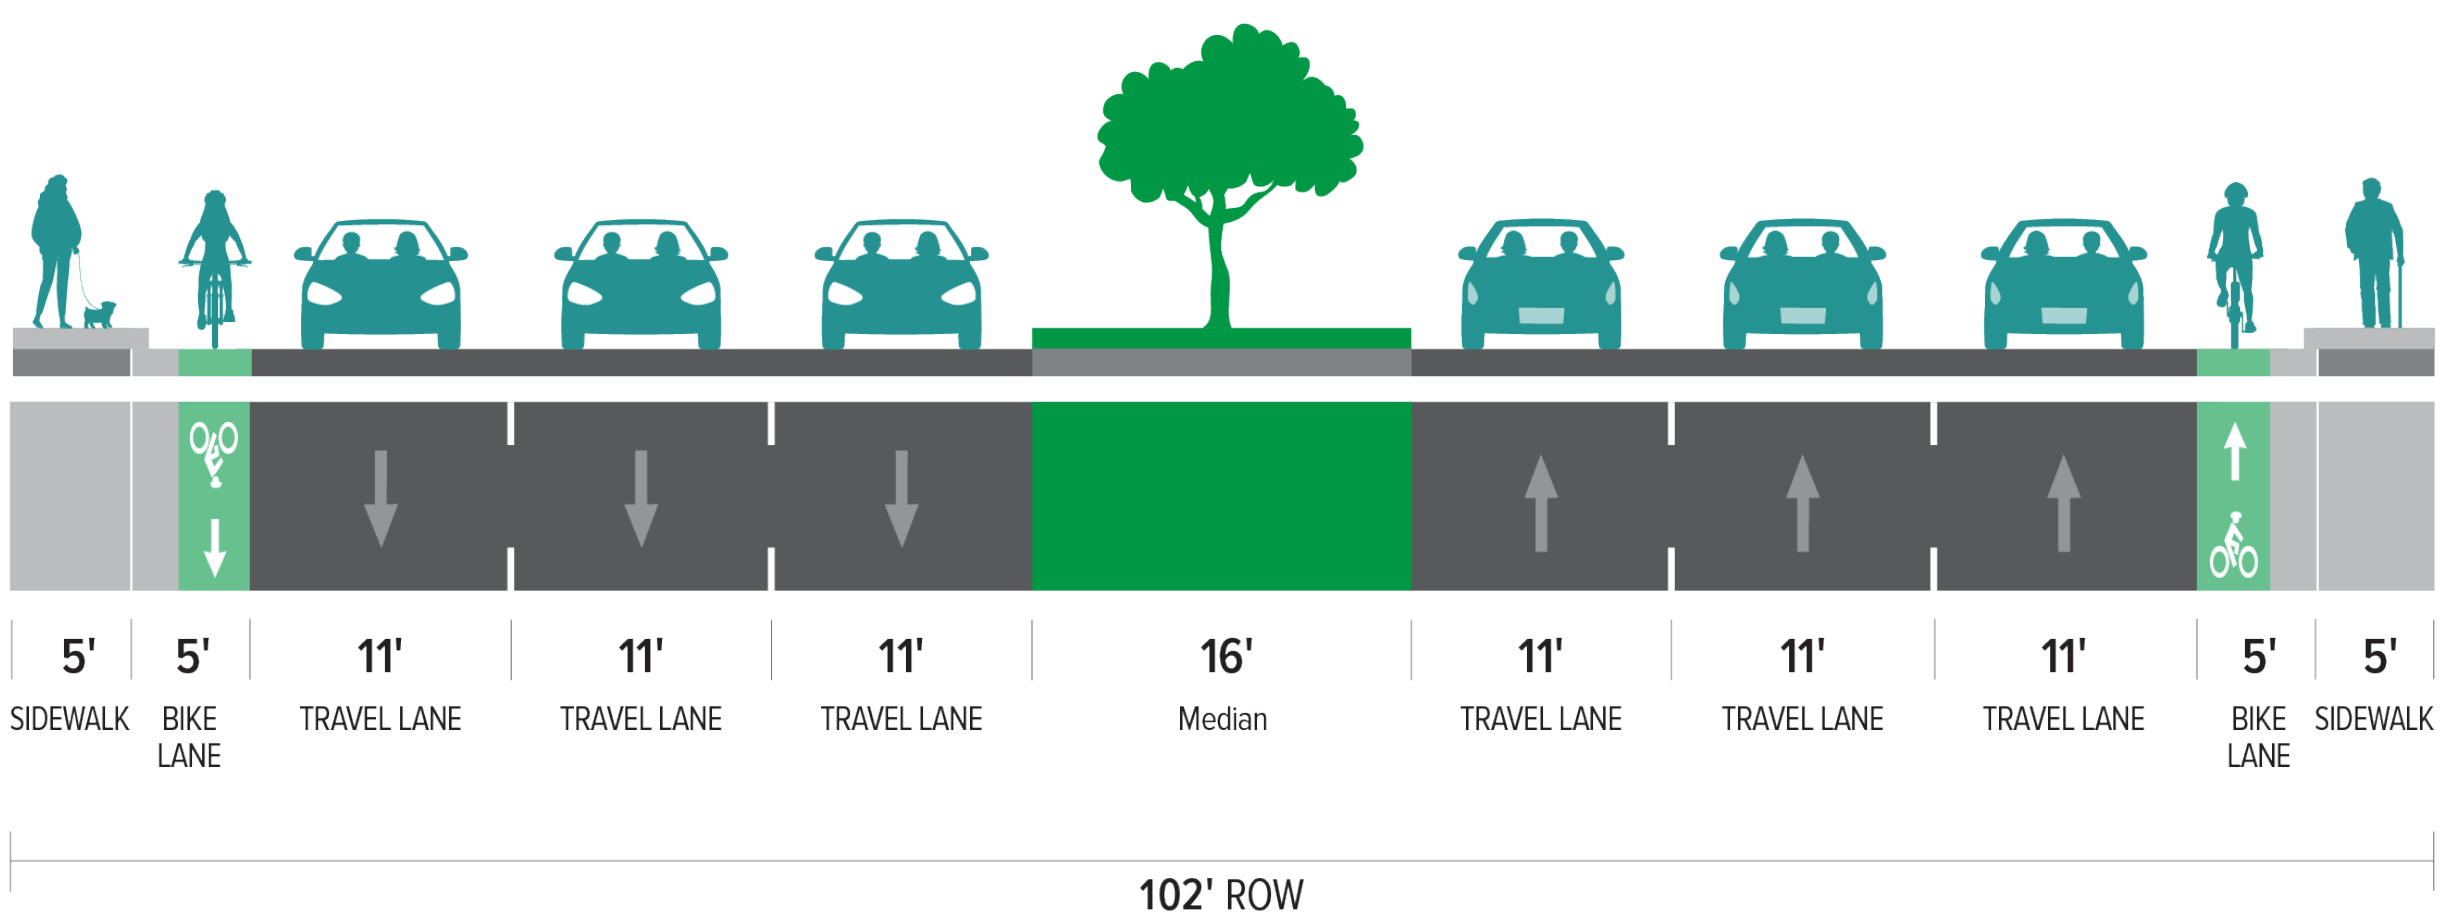 5' 5' 11' 11' 11' 16' 11' 11' 11' 5' 5'
SIDEWALK BIKE TRAVEL LANE TRAVEL LANE TRAVEL LANE Median TRAVEL LANE TRAVEL LANE TRAVEL LANE BIKE SIDEWALK
LANE LANE
102' ROW